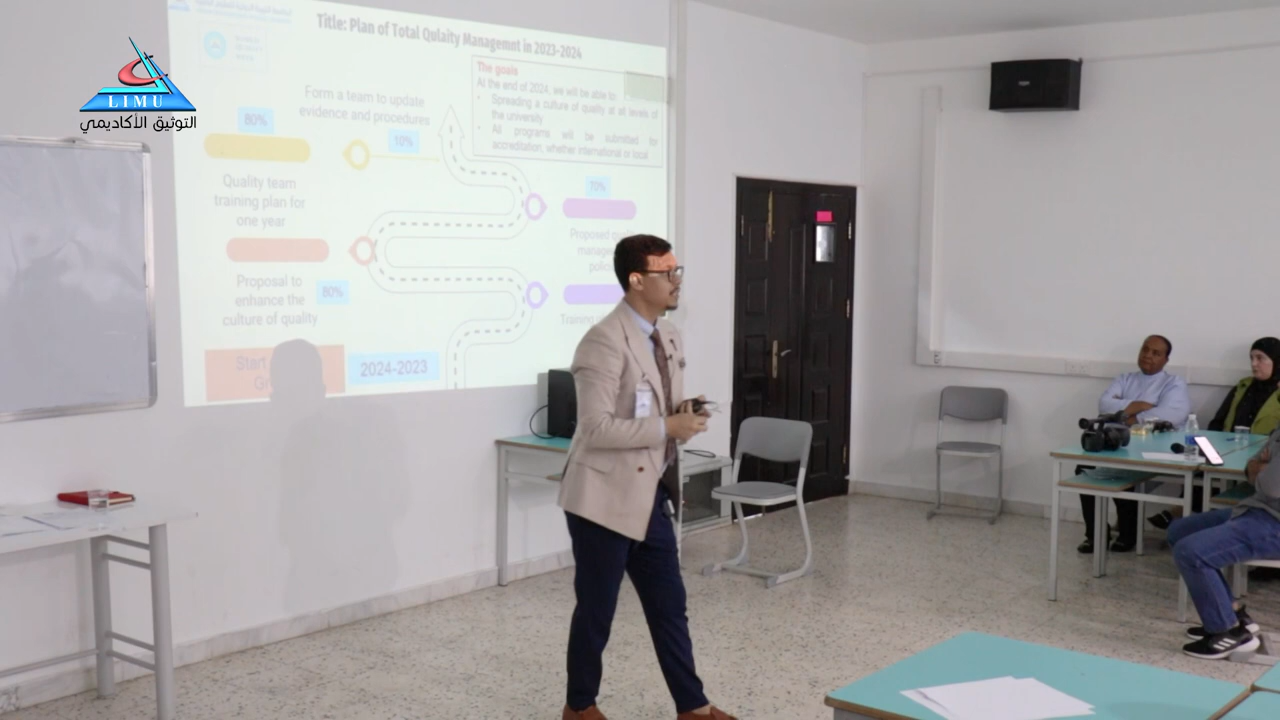 LIMU
التوثيق الأكاديمي
Title: Plan of Total Qulaity Managemnt in 2023-2024
The goals
At the end of 2024, we will be able to:
• Spreading a culture of quality at all levels of
the university
• All programs will be submitted for
accreditation, whether international or local
Form a team to update
evidence and procedures
10%
80%
Quality team
training plan for
one year
70%
Proposed
Proposal to
enhance the
culture of quality
80%
Training
Start
2024-2023